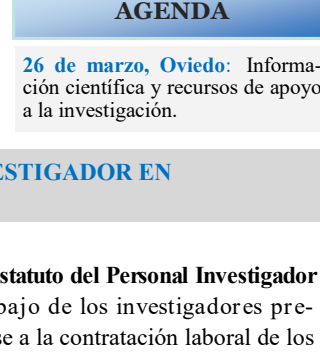 AGENDA
26 de marzo, Oviedo: Informa-
ción científica y recursos de apoyo
a la investigación.
ESTIGADOR EN
statuto del Personal Investigador
bajo de los investigadores pre-
se a la contratación laboral de los